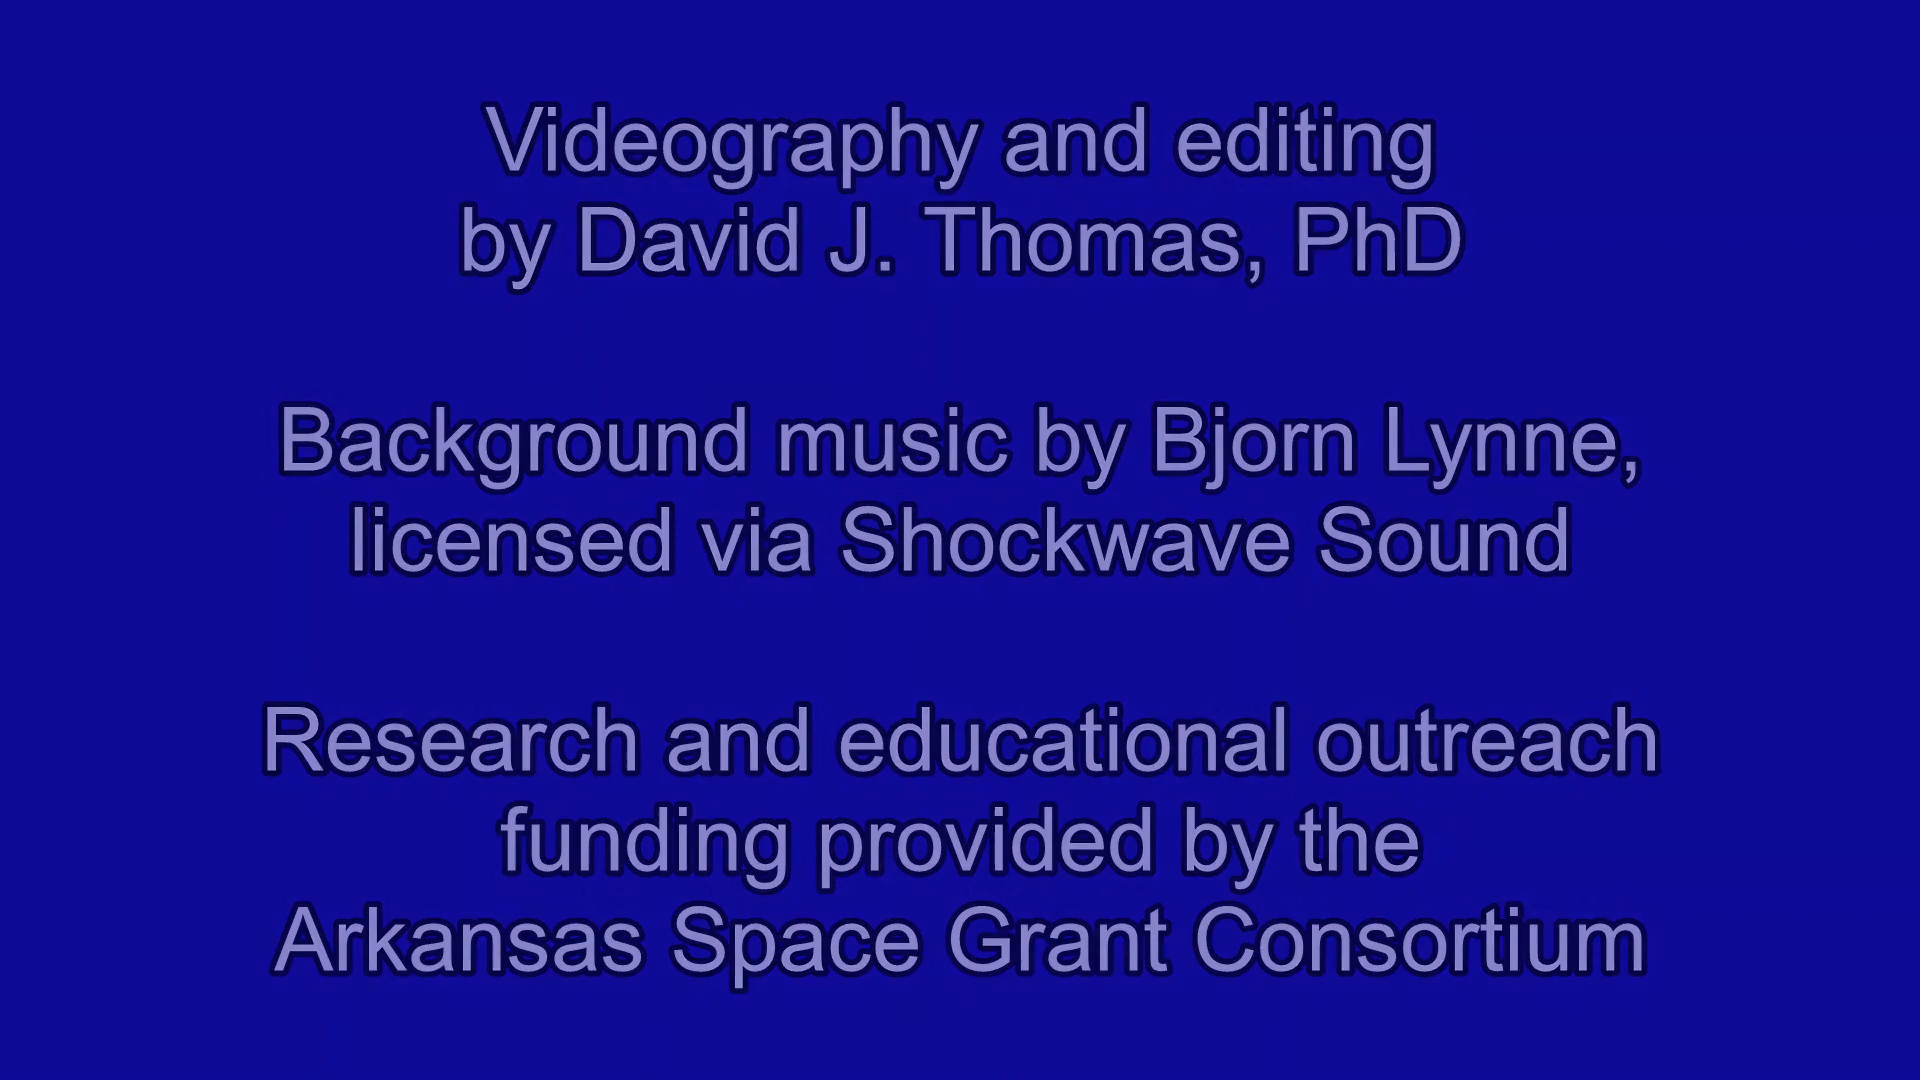 Videography and editing
by David J. Thomas, PhD
Background music by Bjorn Lynne,
licensed via Shockwave Sound
Research and educational outreach
funding provided by the
Arkansas Space Grant Consortium